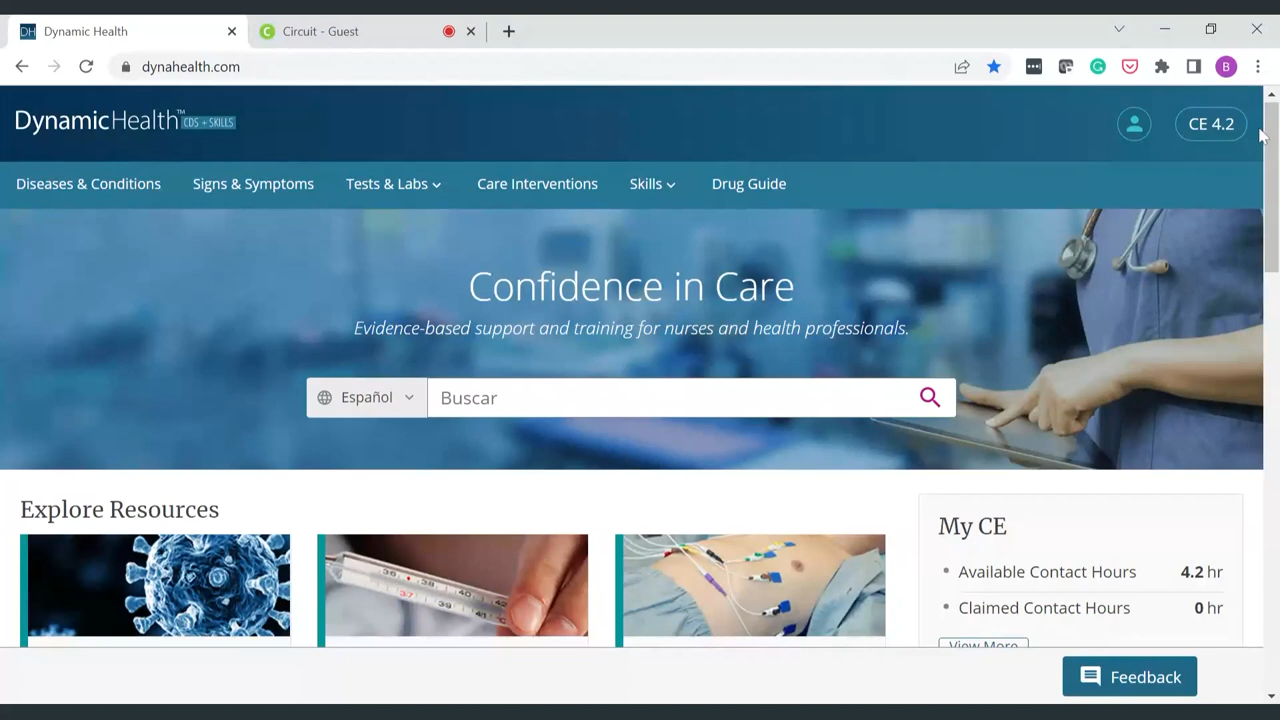 DH Dynamic Health
C Circuit - Guest
dynahealth.com
B
DynamicHealth™ CDS + SKILLS
CE 4.2
Diseases & Conditions Signs & Symptoms Tests & Labs Care Interventions Skills Drug Guide
Confidence in Care
Evidence-based support and training for nurses and health professionals.
Español Buscar
Explore Resources
My CE
Available Contact Hours 4.2 hr
Claimed Contact Hours 0 hr
View More
Feedback